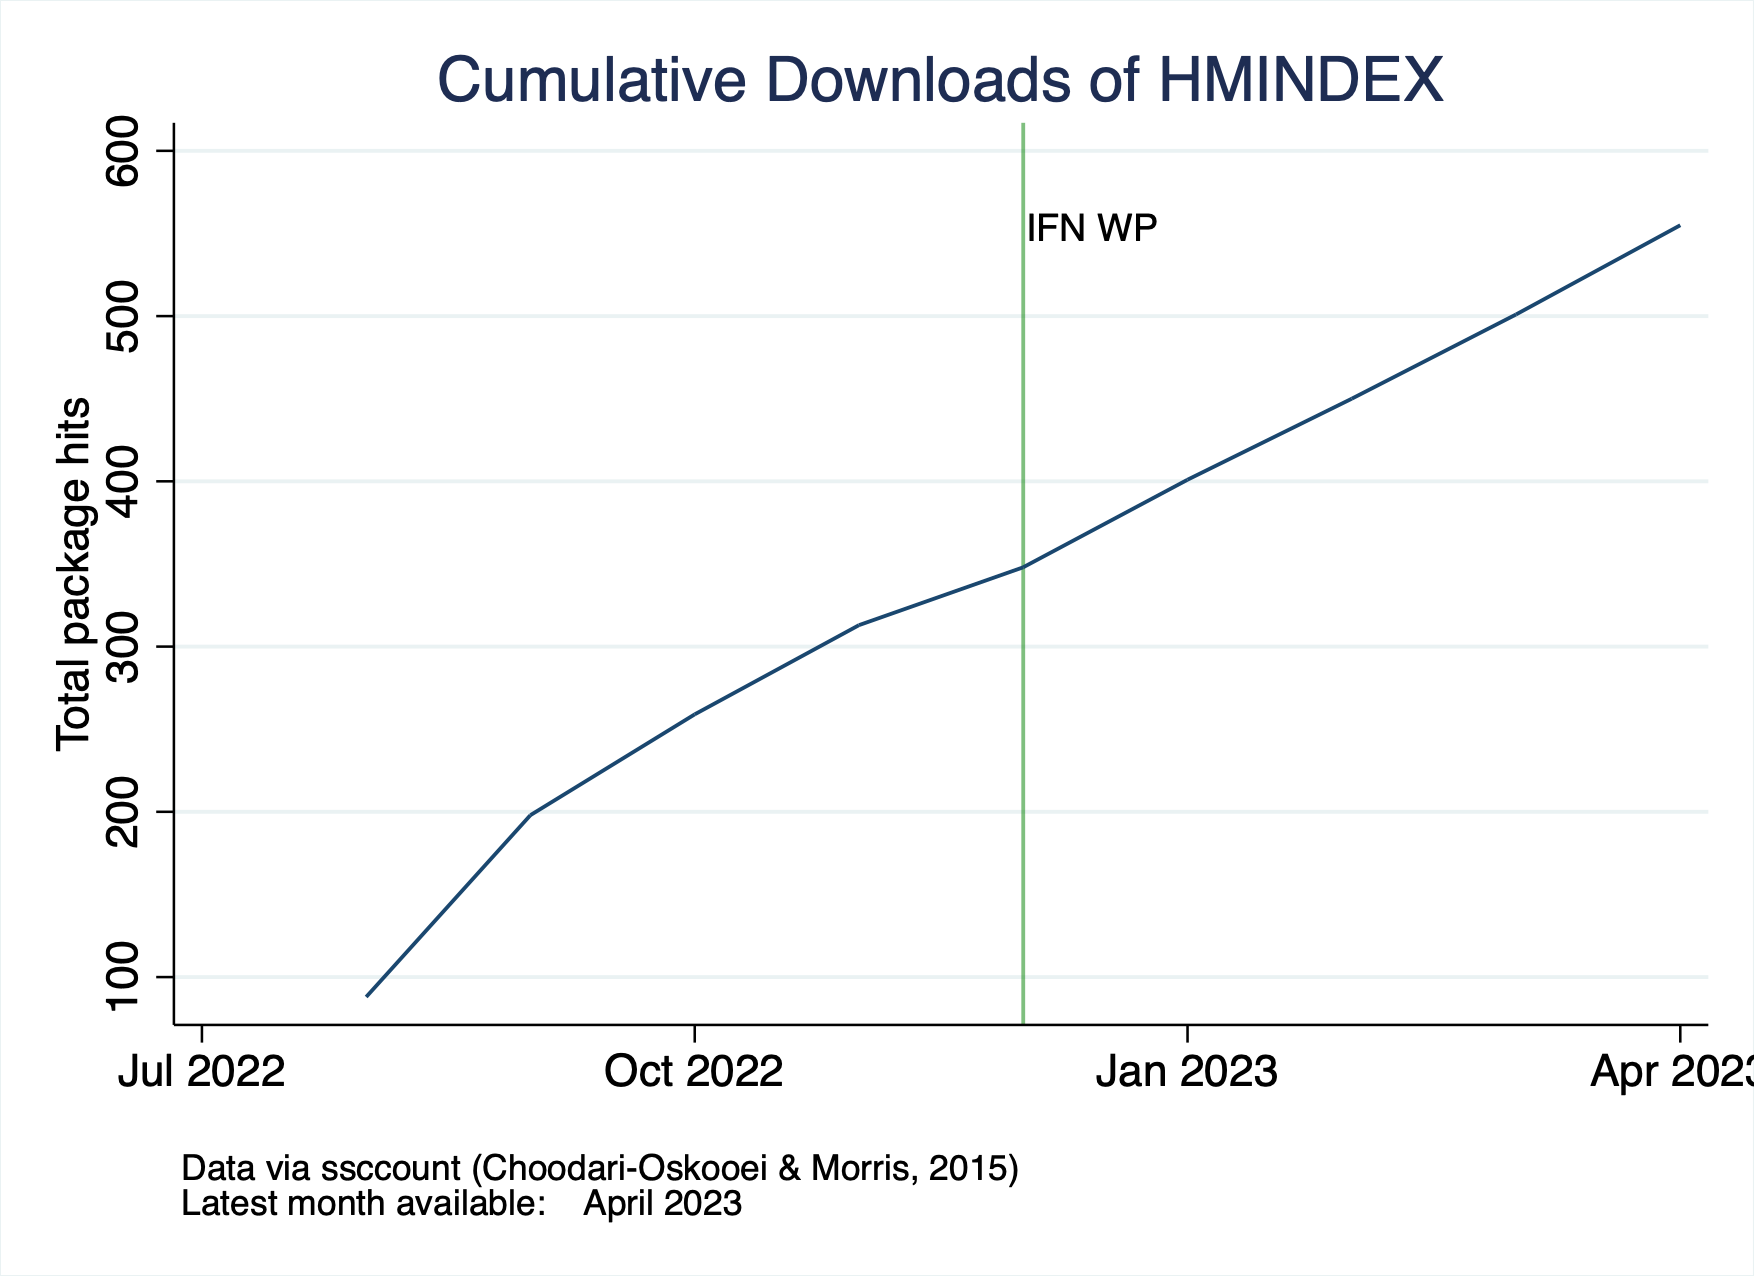 Cumulative Downloads of HMINDEX
600
500
400
300
200
100
Total package hits
IFN WP
Jul 2022
Oct 2022
Jan 2023
Apr 2023
Data via ssccount (Choodari-Oskooei & Morris, 2015)
Latest month available: April 2023